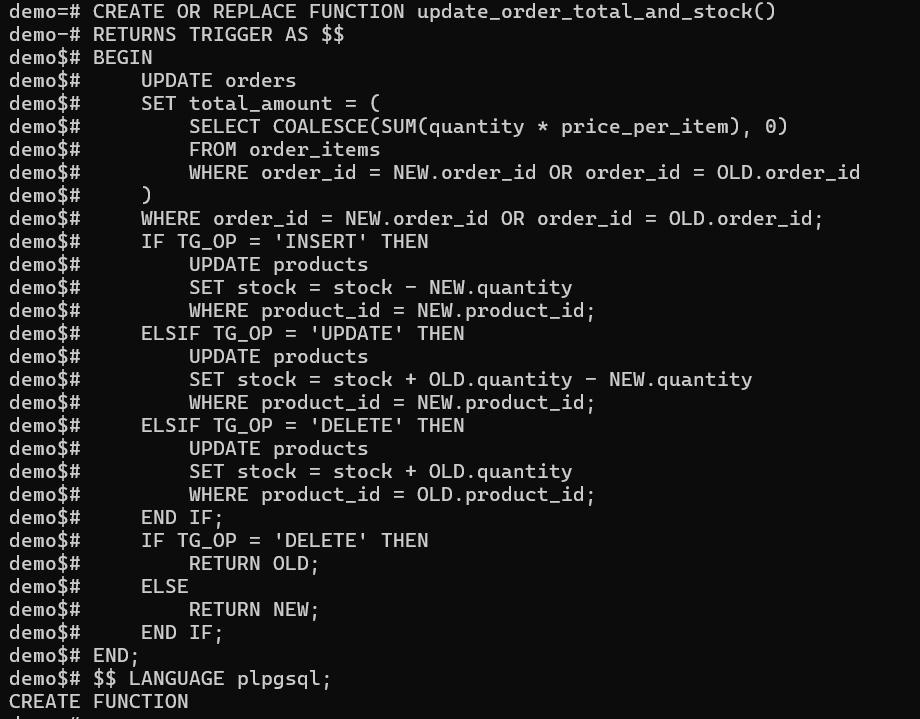 demo=# CREATE OR REPLACE FUNCTION update_order_total_and_stock()
demo-# RETURNS TRIGGER AS $$
demo$# BEGIN
demo$#     UPDATE orders
demo$#     SET total_amount = (
demo$#         SELECT COALESCE(SUM(quantity * price_per_item), 0)
demo$#         FROM order_items
demo$#         WHERE order_id = NEW.order_id OR order_id = OLD.order_id
demo$#     )
demo$#     WHERE order_id = NEW.order_id OR order_id = OLD.order_id;
demo$#     IF TG_OP = 'INSERT' THEN
demo$#         UPDATE products
demo$#         SET stock = stock - NEW.quantity
demo$#         WHERE product_id = NEW.product_id;
demo$#     ELSIF TG_OP = 'UPDATE' THEN
demo$#         UPDATE products
demo$#         SET stock = stock + OLD.quantity - NEW.quantity
demo$#         WHERE product_id = NEW.product_id;
demo$#     ELSIF TG_OP = 'DELETE' THEN
demo$#         UPDATE products
demo$#         SET stock = stock + OLD.quantity
demo$#         WHERE product_id = OLD.product_id;
demo$#     END IF;
demo$#     IF TG_OP = 'DELETE' THEN
demo$#         RETURN OLD;
demo$#     ELSE
demo$#         RETURN NEW;
demo$#     END IF;
demo$# END;
demo$# $$ LANGUAGE plpgsql;
CREATE FUNCTION